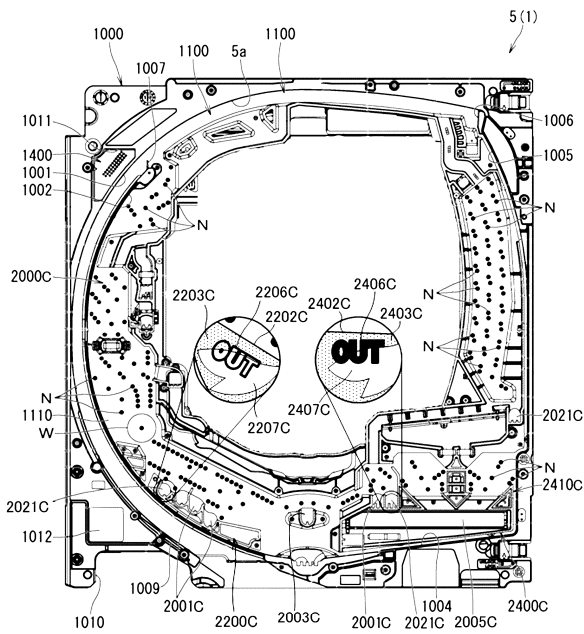 5(1)
1000
1100
1007
5a
1100
1011
1400
1001
1002
1006
1005
N
N
2000C
N
2203C
2206C
2202C
2402C
2406C
2403C
N
OUT
OUT
N
2407C
2207C
1110
W
2021C
N
2410C
2021C
1012
1010
1009
2001C
2200C
2003C
2001C
2021C
1004
2005C
2400C